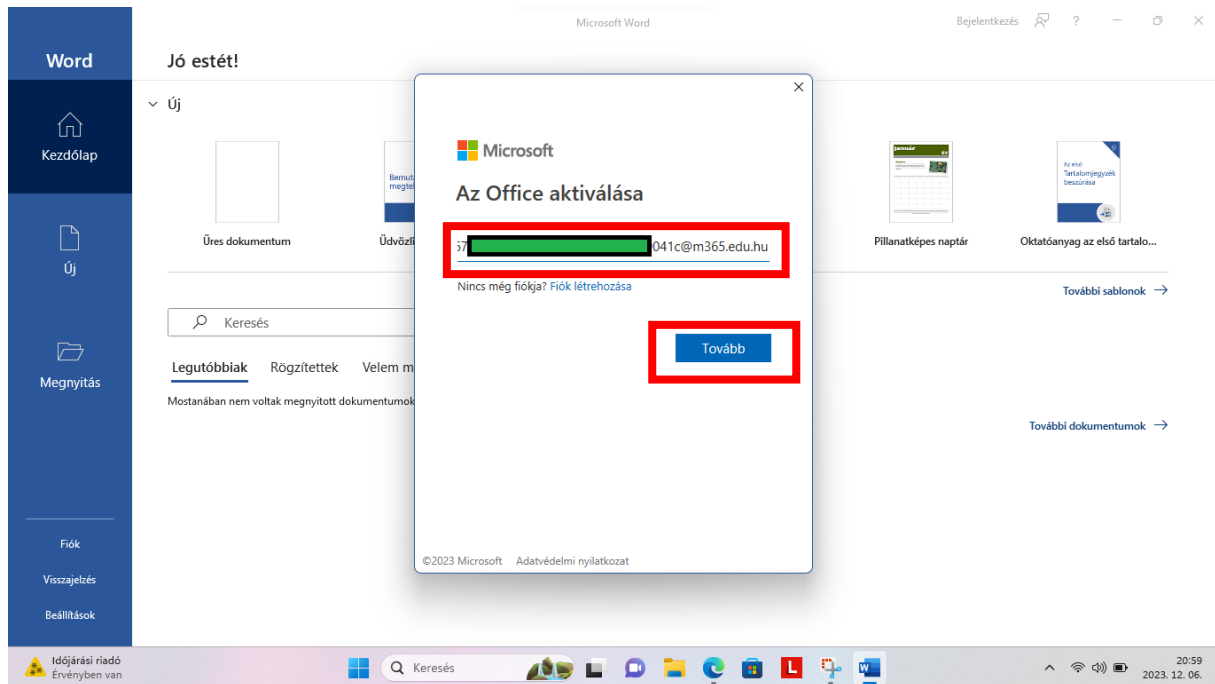 Microsoft Word
Bejelentkezés
?
Word
Jó estét!
Új
Kezdőlap
Üres dokumentum
Üdvözli
Pillanatképes naptár
Oktatóanyag az első tartalo...
Az első
Tartalomjegyzék
beszúrása
január
Új
További sablonok
Keresés
Legutóbbiak Rögzítettek Velem m
Megnyitás
Mostanában nem voltak megnyitott dokumentumok
További dokumentumok
Microsoft
Az Office aktiválása
041c@m365.edu.hu
Nincs még fiókja? Fiók létrehozása
Tovább
©2023 Microsoft Adatvédelmi nyilatkozat
Fiók
Visszajelzés
Beállítások
Időjárási riadó
Érvényben van
Keresés
L
W
20:59
2023. 12. 06.